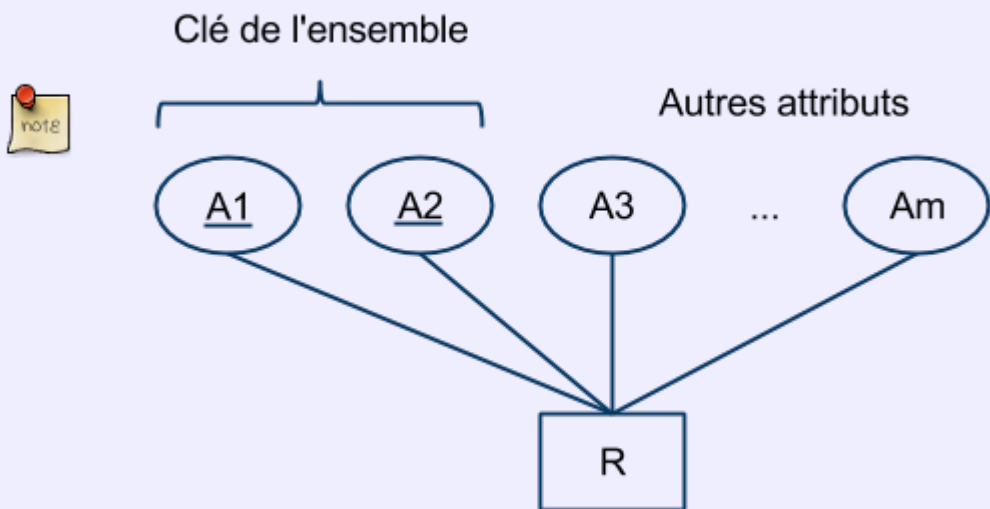 Clé de l'ensemble
Autres attributs
note
A1 A2 A3 ... Am
R